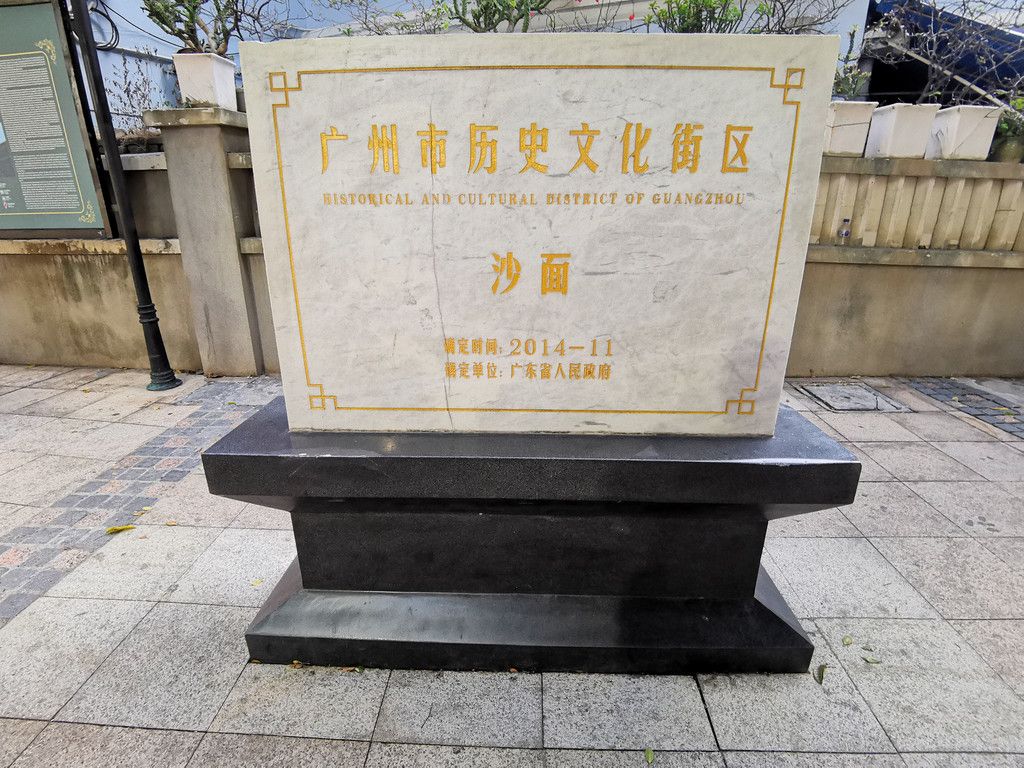 广州市历史文化街区
HISTORICAL AND CULTURAL DISTRICT OF GUANGZHOU
沙面
确定时间：2014－11
确定单位：广东省人民政府